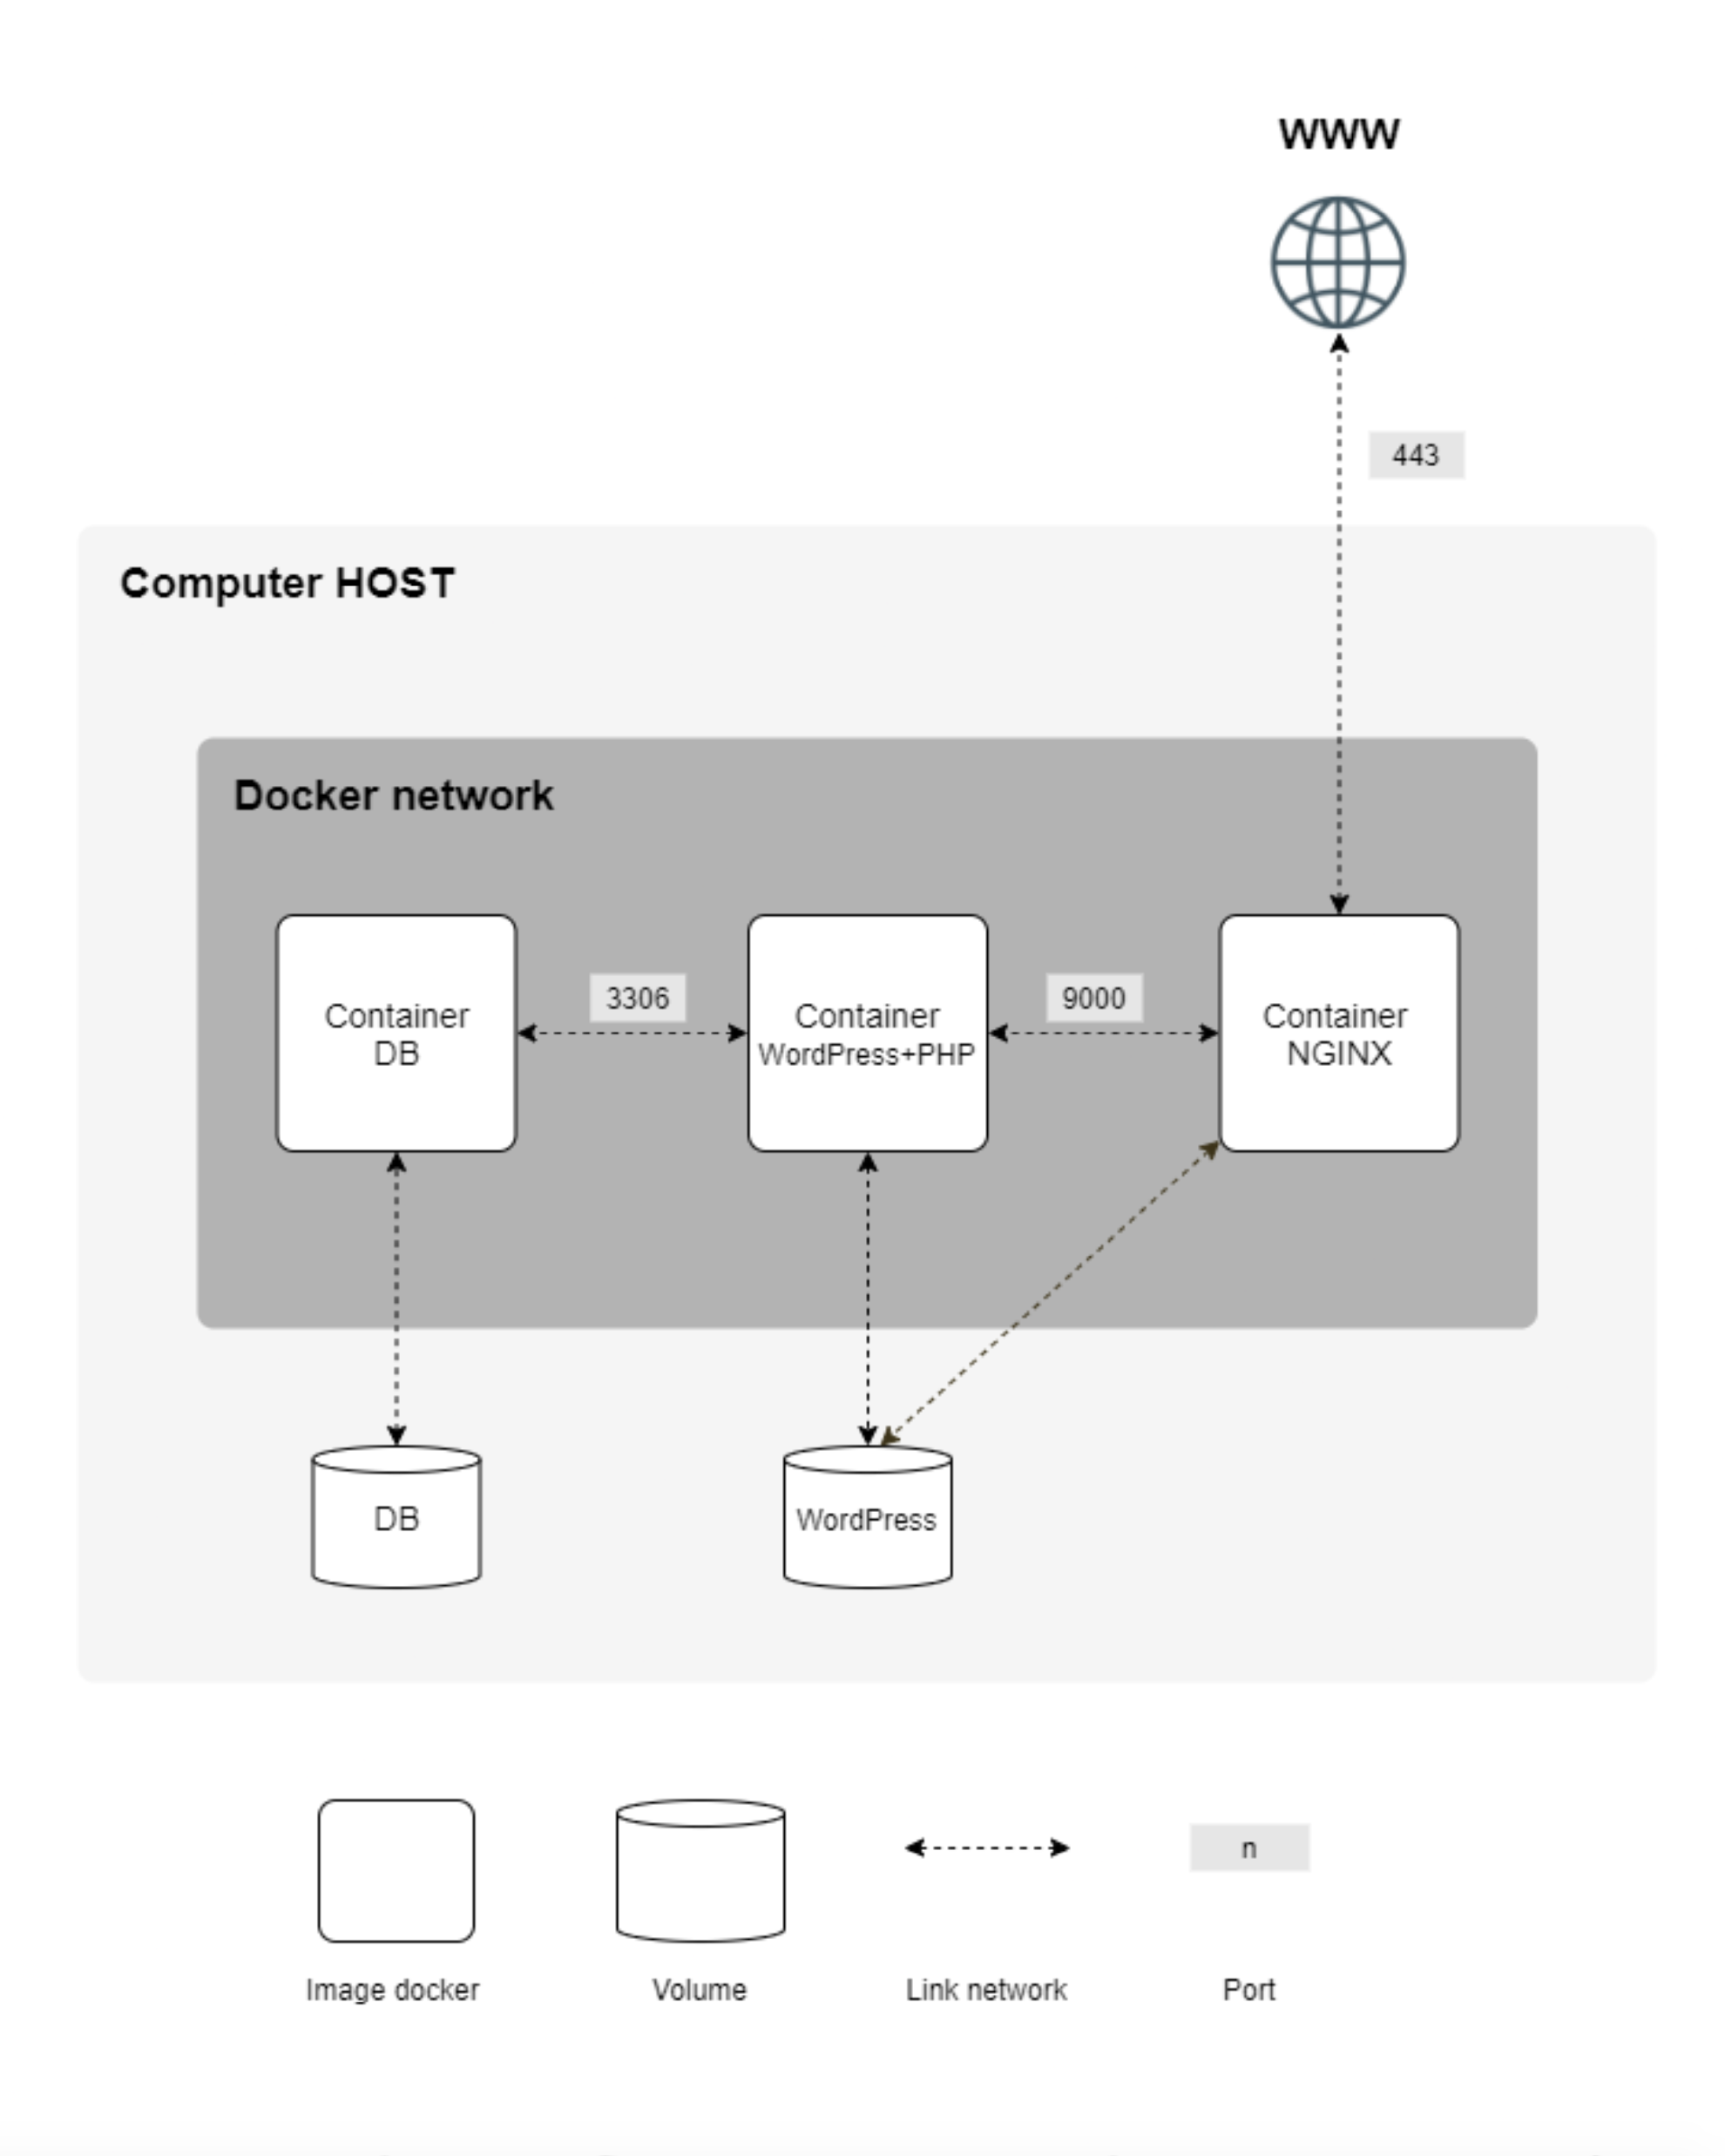 WWW
443
Computer HOST
Docker network
Container
DB
3306
Container
WordPress+PHP
9000
Container
NGINX
DB
WordPress
n
Image docker
Volume
Link network
Port